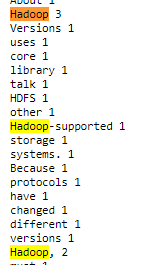 About 1
Hadoop 3
Versions 1
uses 1
core 1
library 1
talk 1
HDFS 1
other 1
Hadoop-supported 1
storage 1
systems. 1
Because 1
protocols 1
have 1
changed 1
different 1
versions 1
Hadoop, 2
must 1